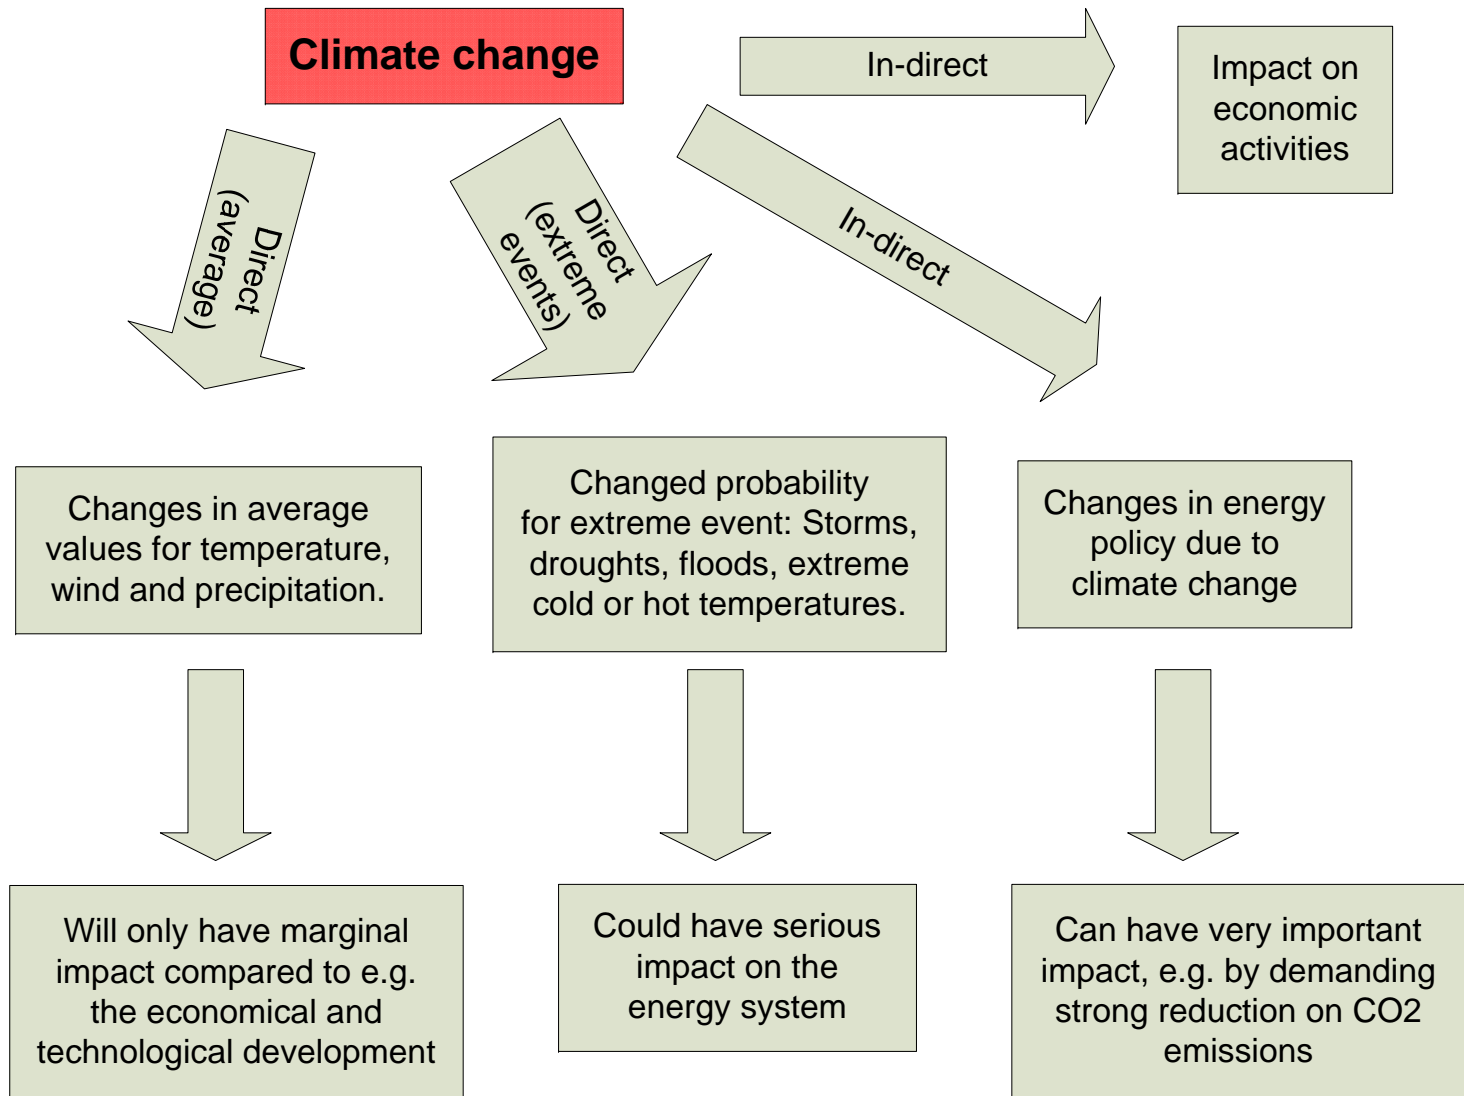 Climate change
In-direct
Impact on
economic
activities
Direct
(average)
Direct
(extreme
events)
In-direct
Changes in average
values for temperature,
wind and precipitation.
Changed probability
for extreme event: Storms,
droughts, floods, extreme
cold or hot temperatures.
Changes in energy
policy due to
climate change
Will only have marginal
impact compared to e.g.
the economical and
technological development
Could have serious
impact on the
energy system
Can have very important
impact, e.g. by demanding
strong reduction on CO2
emissions